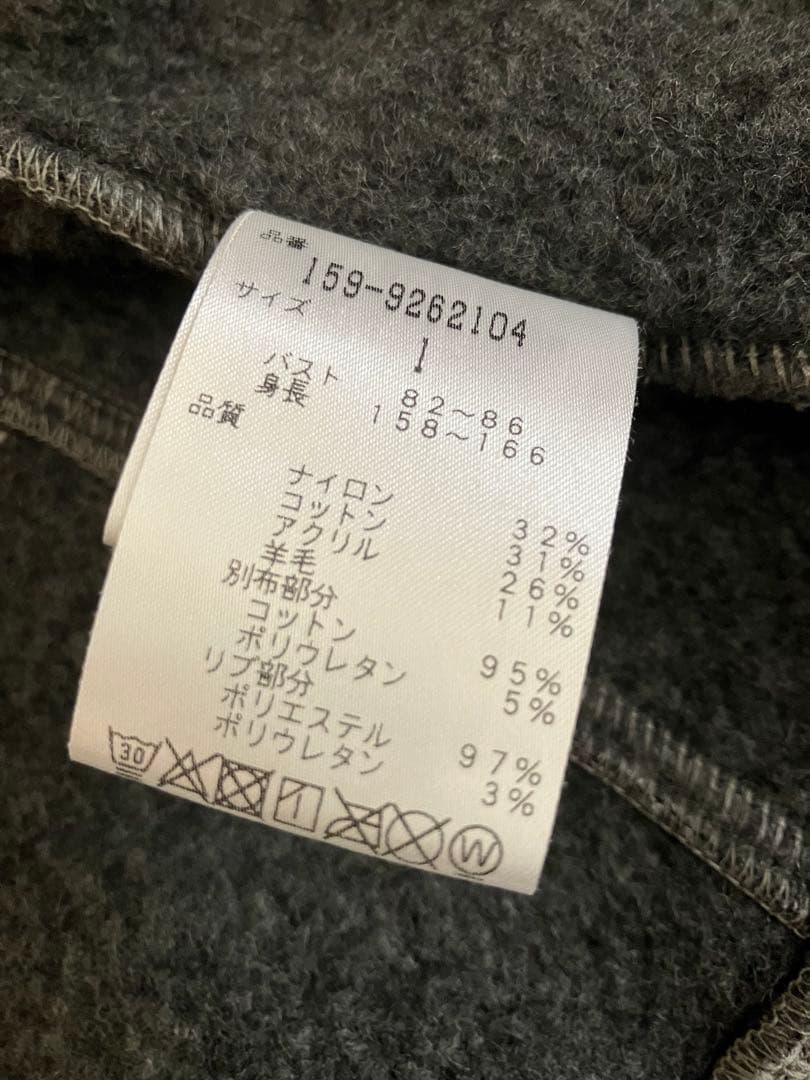 品番
159-9262104
サイズ
1
バスト 82～86
身長 158～166
品質
ナイロン 32%
コットン 31%
アクリル 26%
羊毛 11%
別布部分
コットン 95%
ポリウレタン 5%
リブ部分
ポリエステル 97%
ポリウレタン 3%
30 W